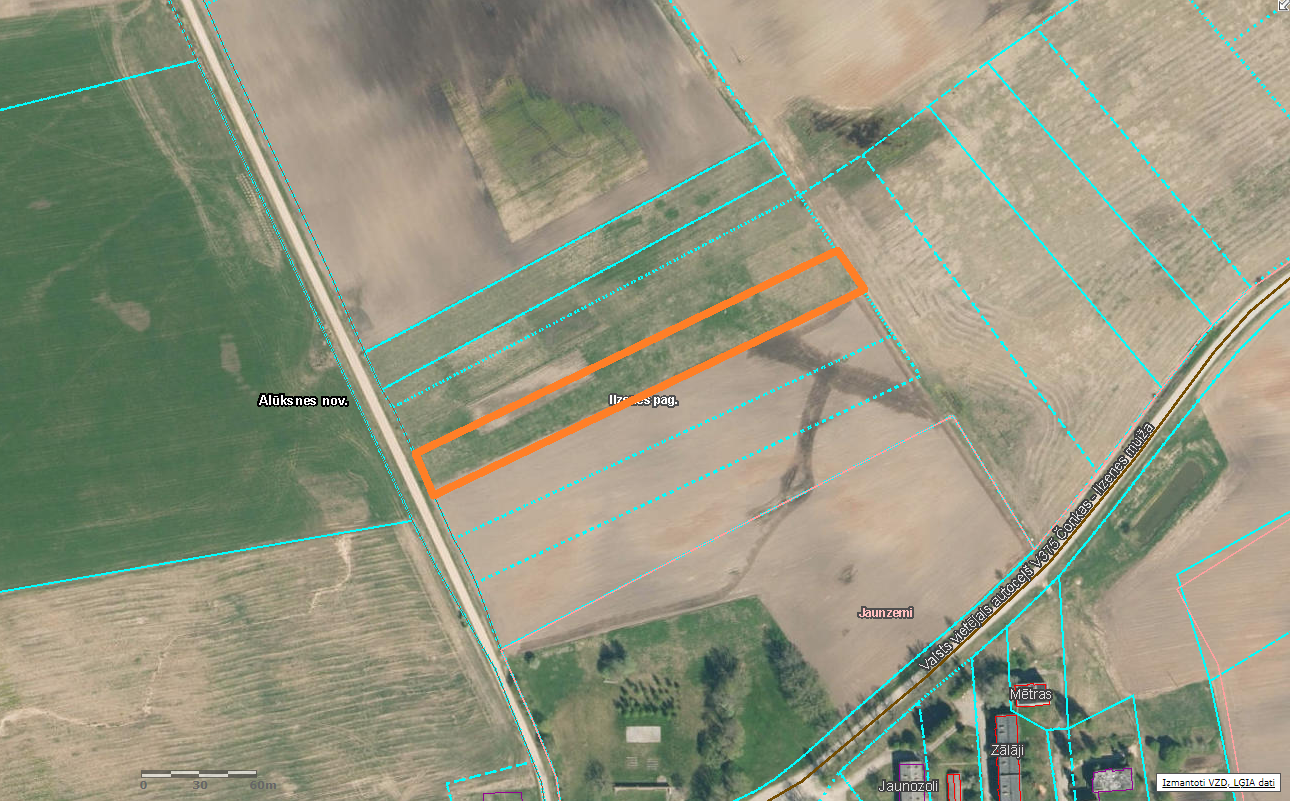 Alūksnes nov.
Ilzenes pag.
Valsts vietējais autoceļš V375 Čonkas - Ilzenes muiža
Jaunzemi
Mētras
Zālāji
Jaunozoli
0 30 60m
Izmantoti VZD, LGIA dati